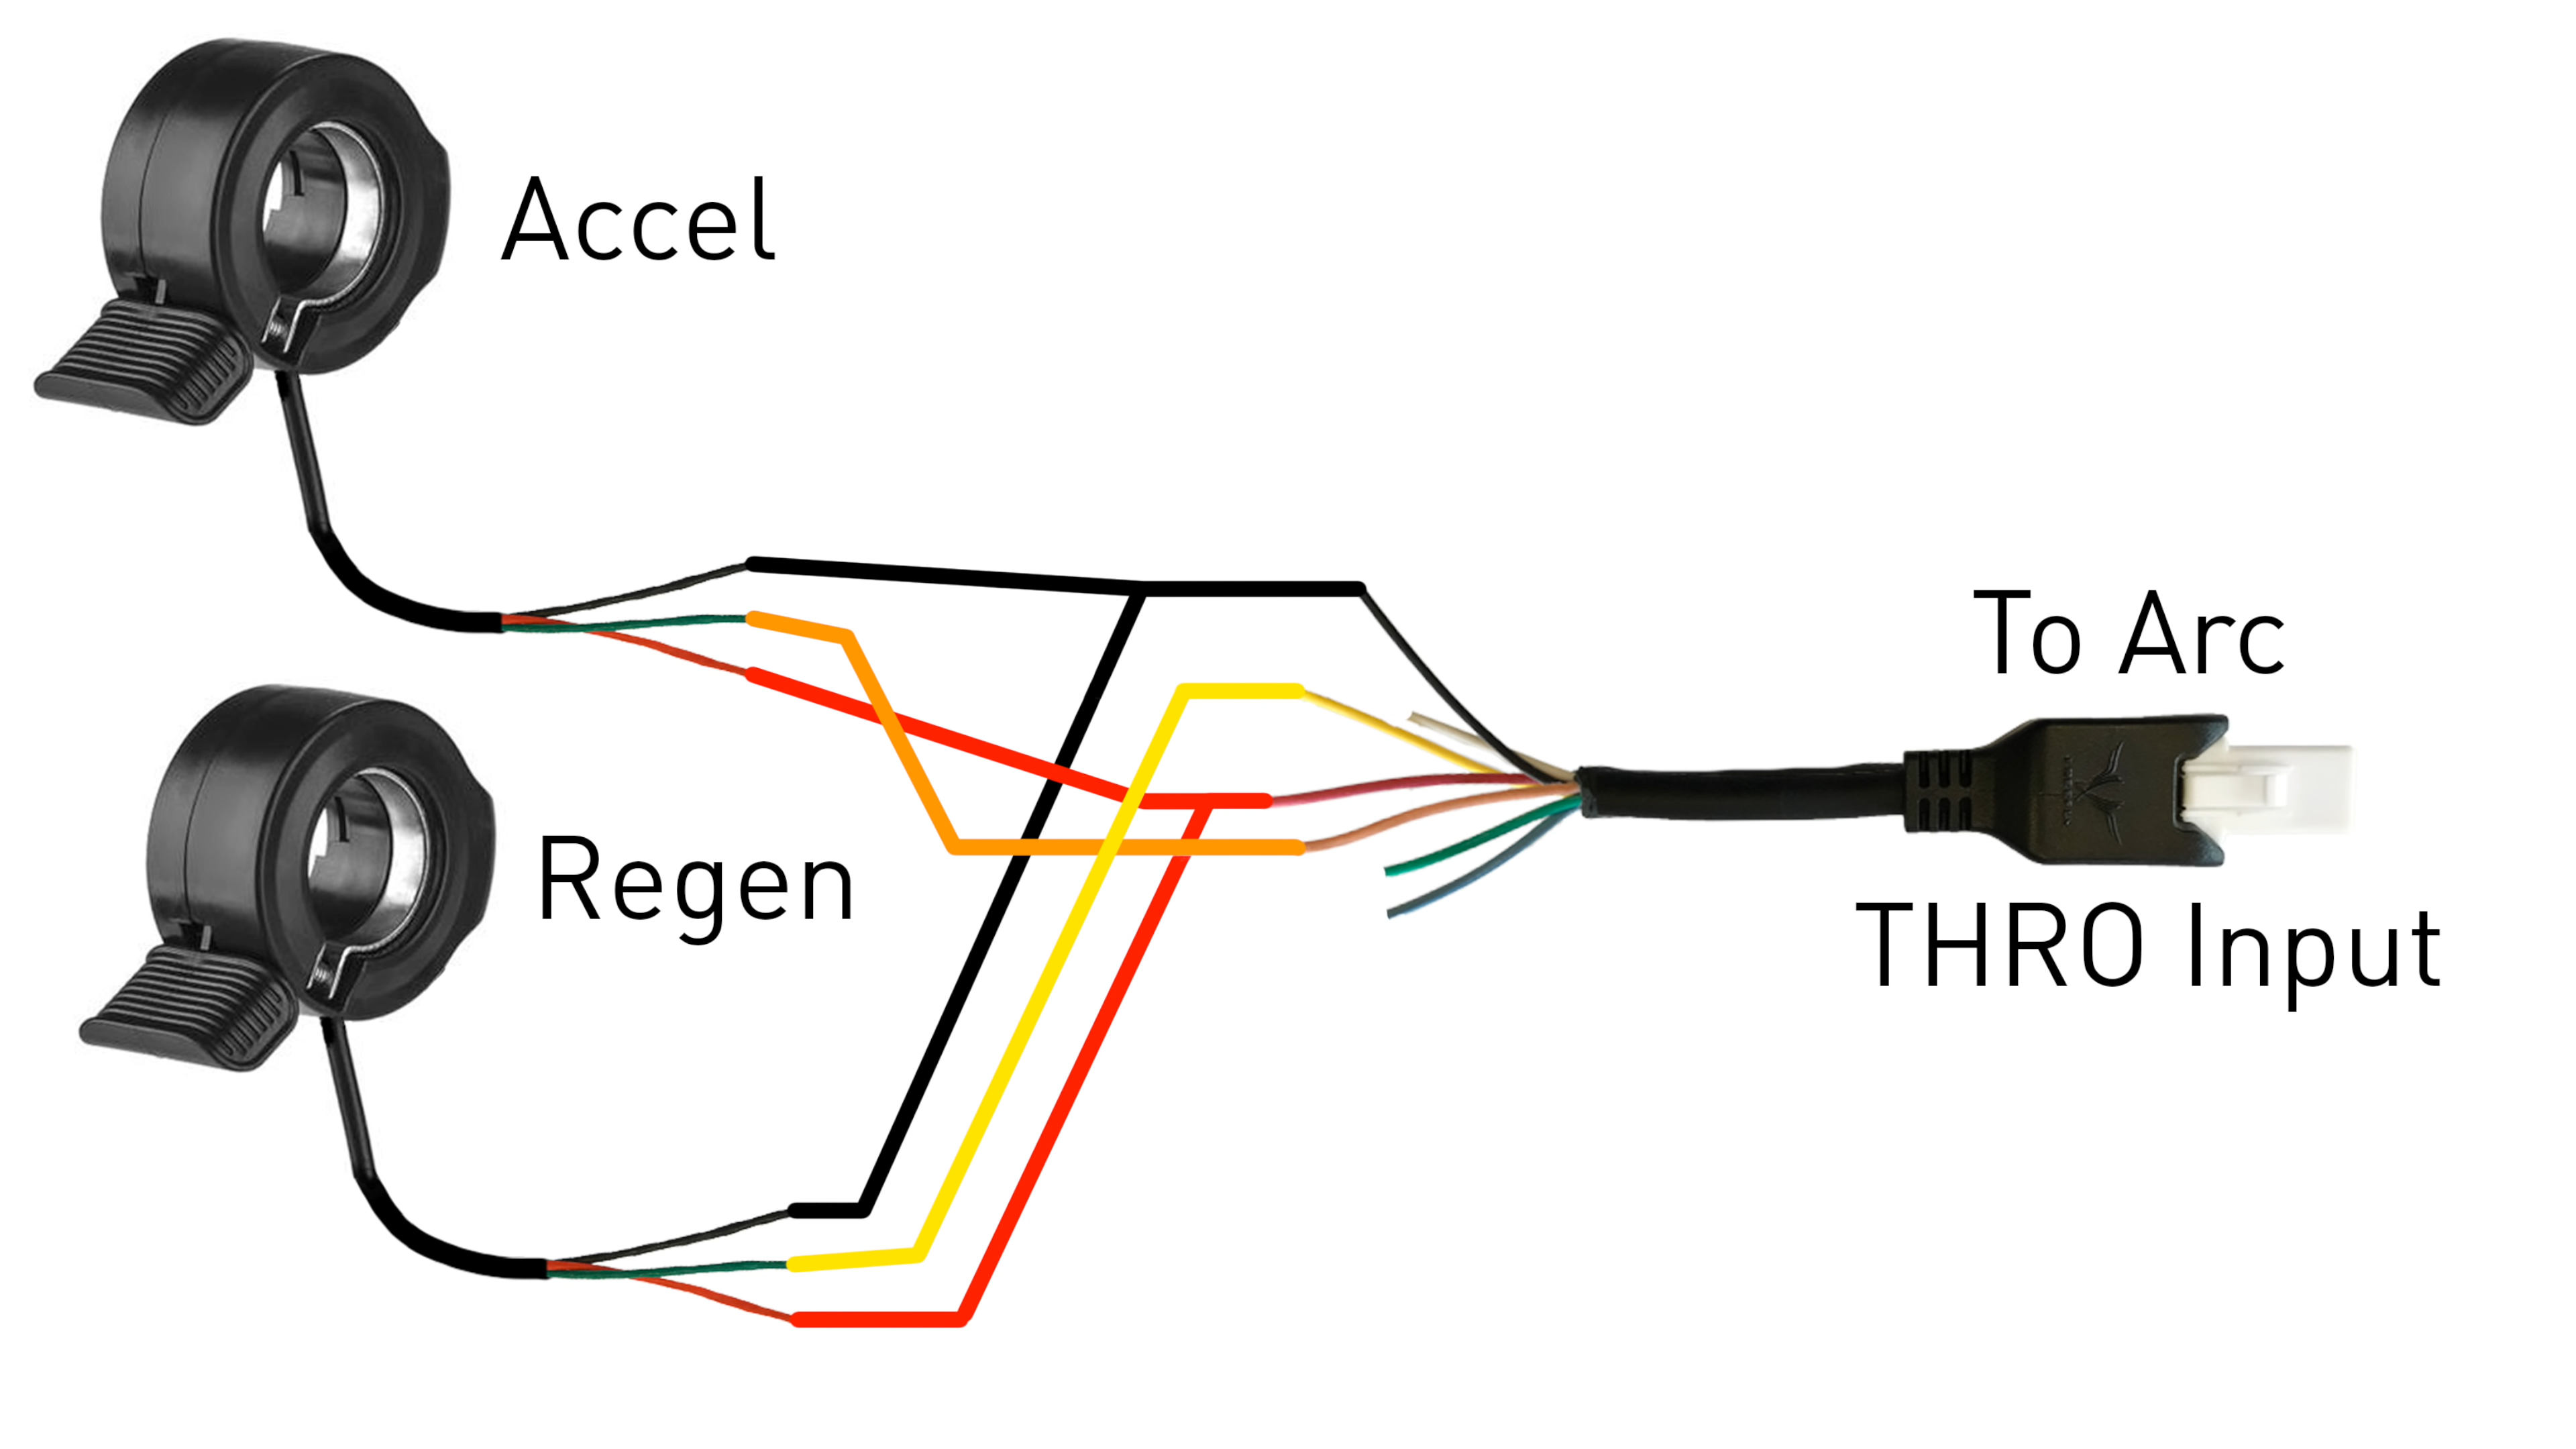 Accel
Regen
To Arc
THRO Input